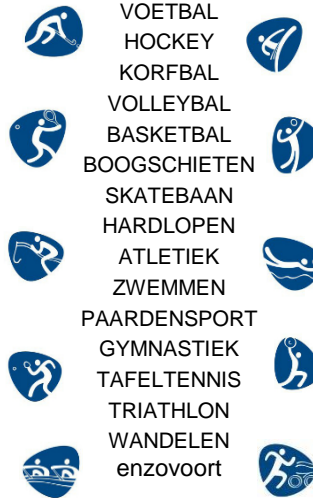 VOETBAL
HOCKEY
KORFBAL
VOLLEYBAL
BASKETBAL
BOOGSCHIETEN
SKATEBAAN
HARDLOPEN
ATLETIEK
ZWEMMEN
PAARDENSPORT
GYMNASTIEK
TAFELTENNIS
TRIATHLON
WANDELEN
enzovoort